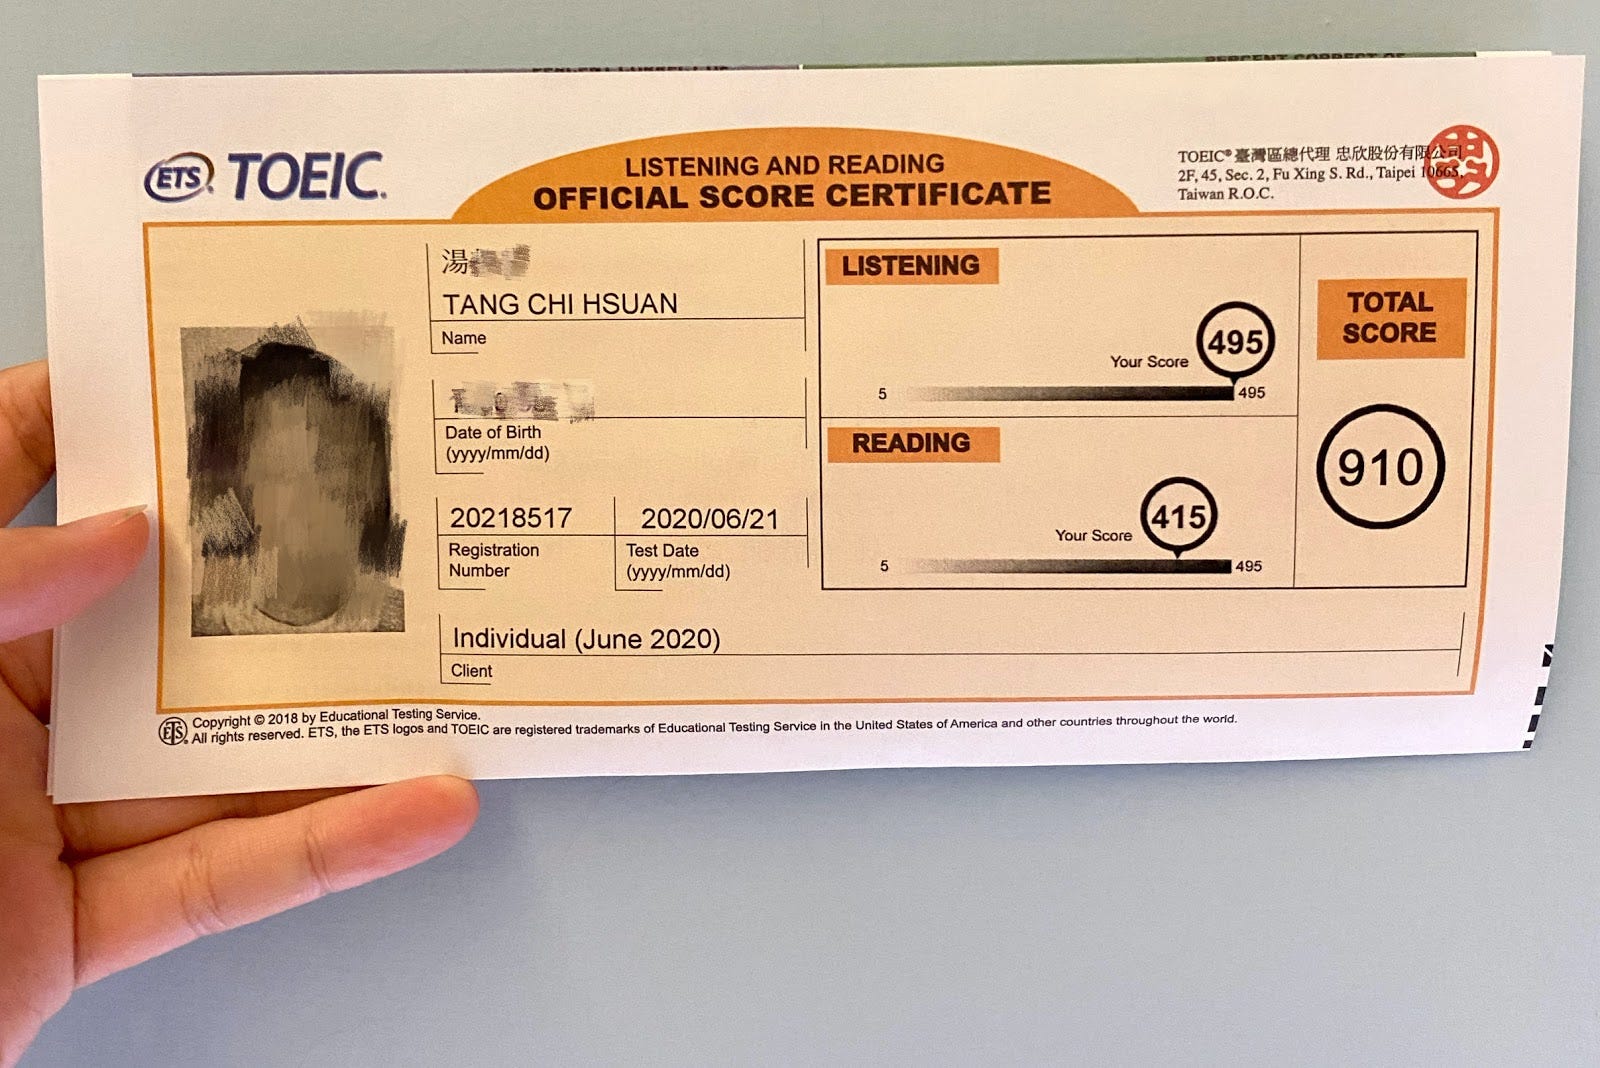 ETS® TOEIC®
LISTENING AND READING
OFFICIAL SCORE CERTIFICATE
TOEIC® 臺灣區總代理 忠欣股份有限公司
2F, 45, Sec. 2, Fu Xing S. Rd., Taipei 10665,
Taiwan R.O.C.
湯
TANG CHI HSUAN
Name
Date of Birth
(yyyy/mm/dd)
20218517
Registration
Number
2020/06/21
Test Date
(yyyy/mm/dd)
Individual (June 2020)
Client
LISTENING
Your Score 495
5 495
READING
Your Score 415
5 495
TOTAL
SCORE
910
ETS® Copyright © 2018 by Educational Testing Service.
All rights reserved. ETS, the ETS logos and TOEIC are registered trademarks of Educational Testing Service in the United States of America and other countries throughout the world.